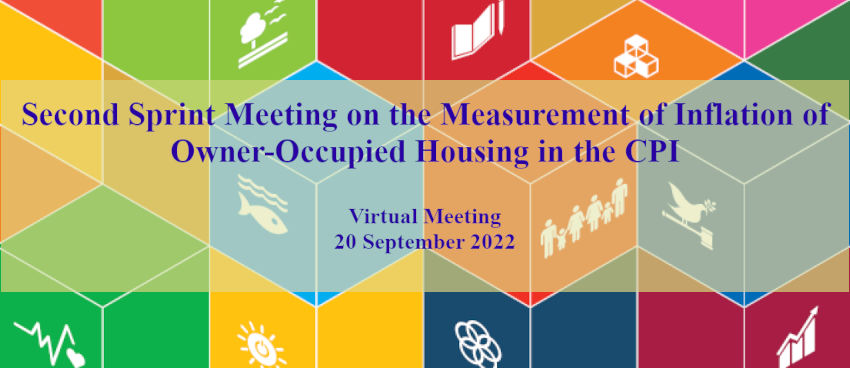 Second Sprint Meeting on the Measurement of Inflation of
Owner-Occupied Housing in the CPI
Virtual Meeting
20 September 2022